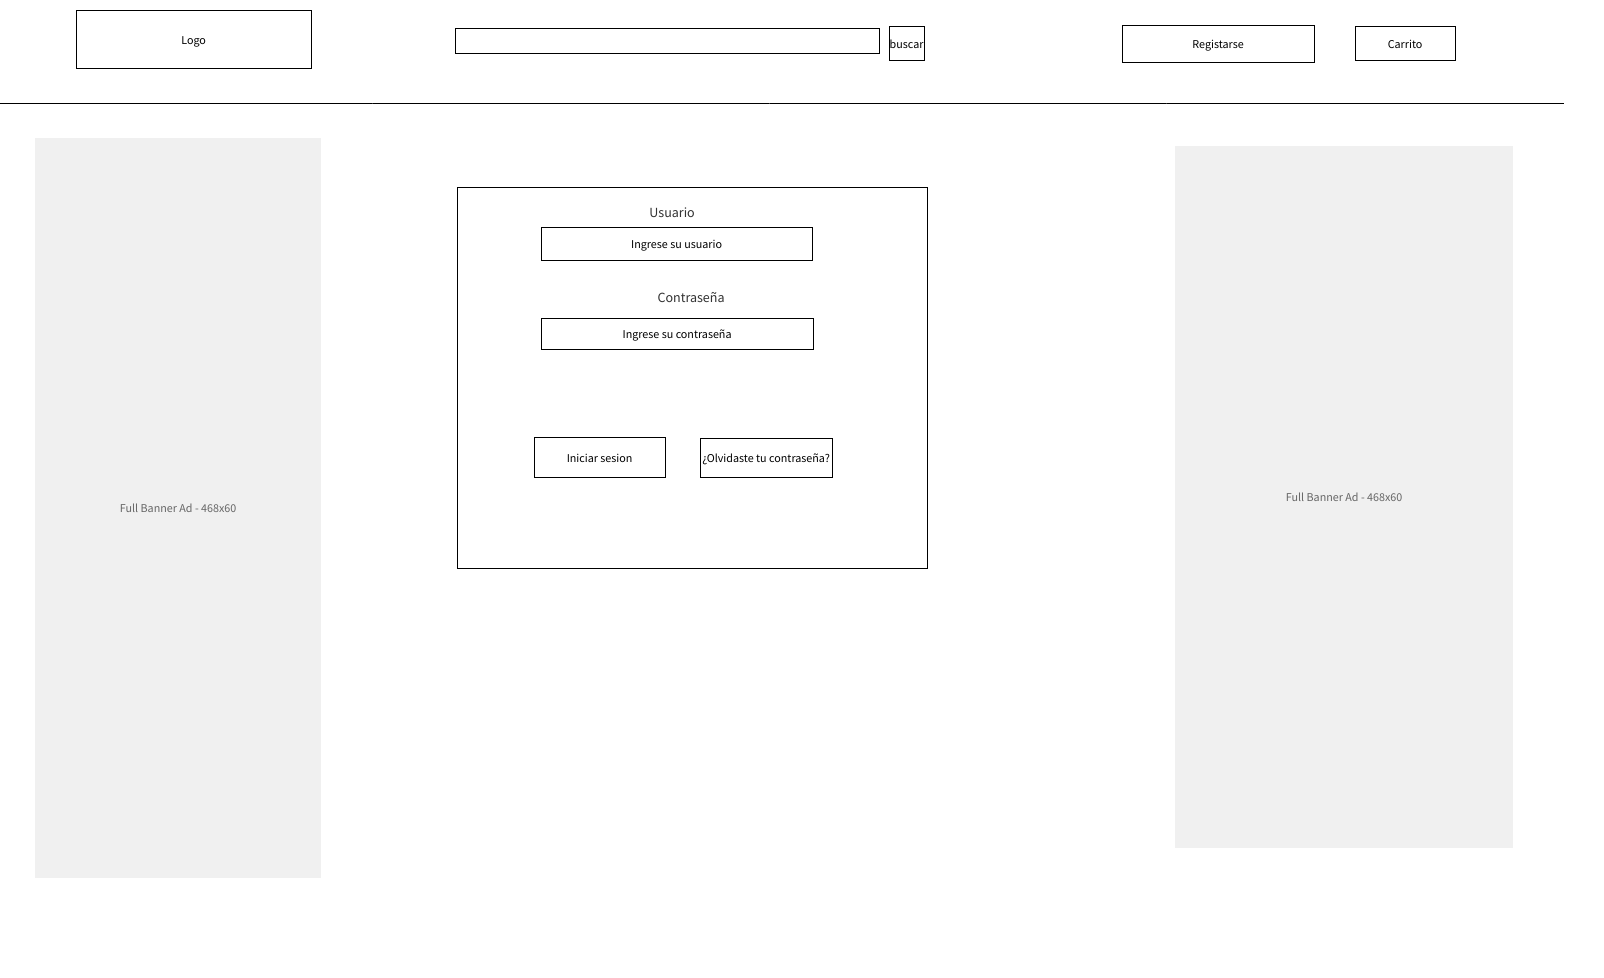 Logo
buscar
Registarse
Carrito
Usuario
Ingrese su usuario
Contraseña
Ingrese su contraseña
Iniciar sesion
¿Olvidaste tu contraseña?
Full Banner Ad - 468x60
Full Banner Ad - 468x60